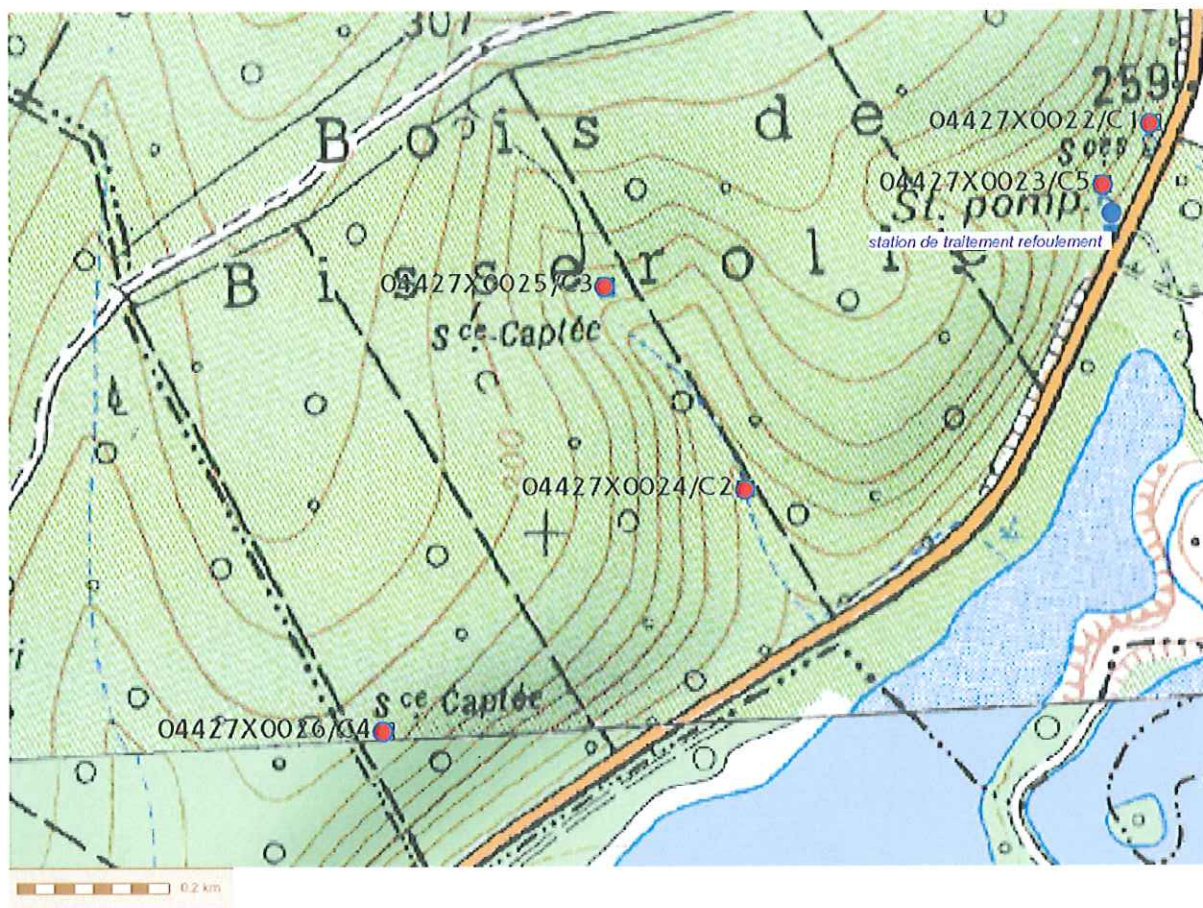 307
259
Bois de
04427X0022/C1
Sces
04427X0023/C5
St. pomp.
station de traitement refoulement
04427X0025/C3
Sce Captée
04427X0024/C2
Sce Captée
04427X0026/C4
0.2 km